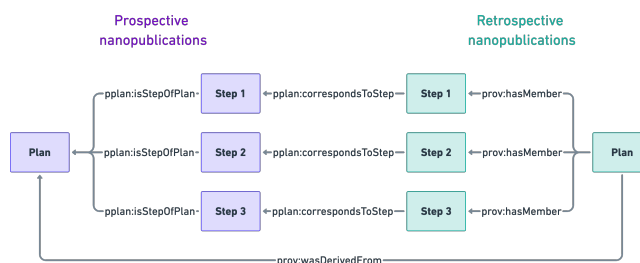 Prospective
nanopublications
Retrospective
nanopublications
pplan:isStepOfPlan
Step 1
pplan:correspondsToStep
Step 1
prov:hasMember
Plan
pplan:isStepOfPlan
Step 2
pplan:correspondsToStep
Step 2
prov:hasMember
Plan
pplan:isStepOfPlan
Step 3
pplan:correspondsToStep
Step 3
prov:hasMember
prov:wasDerivedFrom